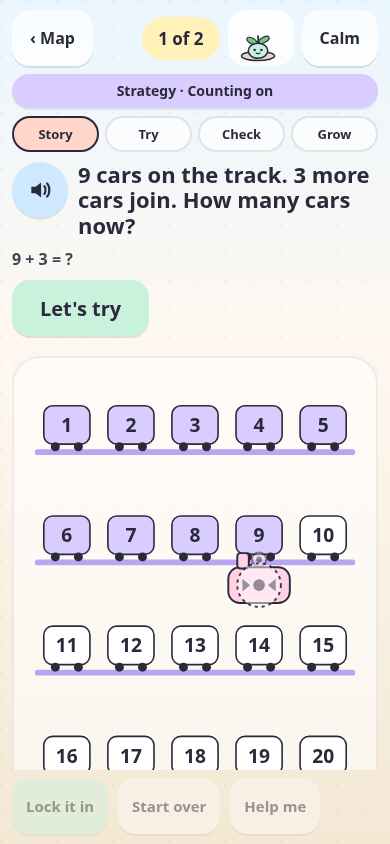 ‹ Map
1 of 2
Calm
Strategy · Counting on
Story
Try
Check
Grow
9 cars on the track. 3 more
cars join. How many cars
now?
9 + 3 = ?
Let's try
1 2 3 4 5
6 7 8 9 10
11 12 13 14 15
16 17 18 19 20
Lock it in
Start over
Help me